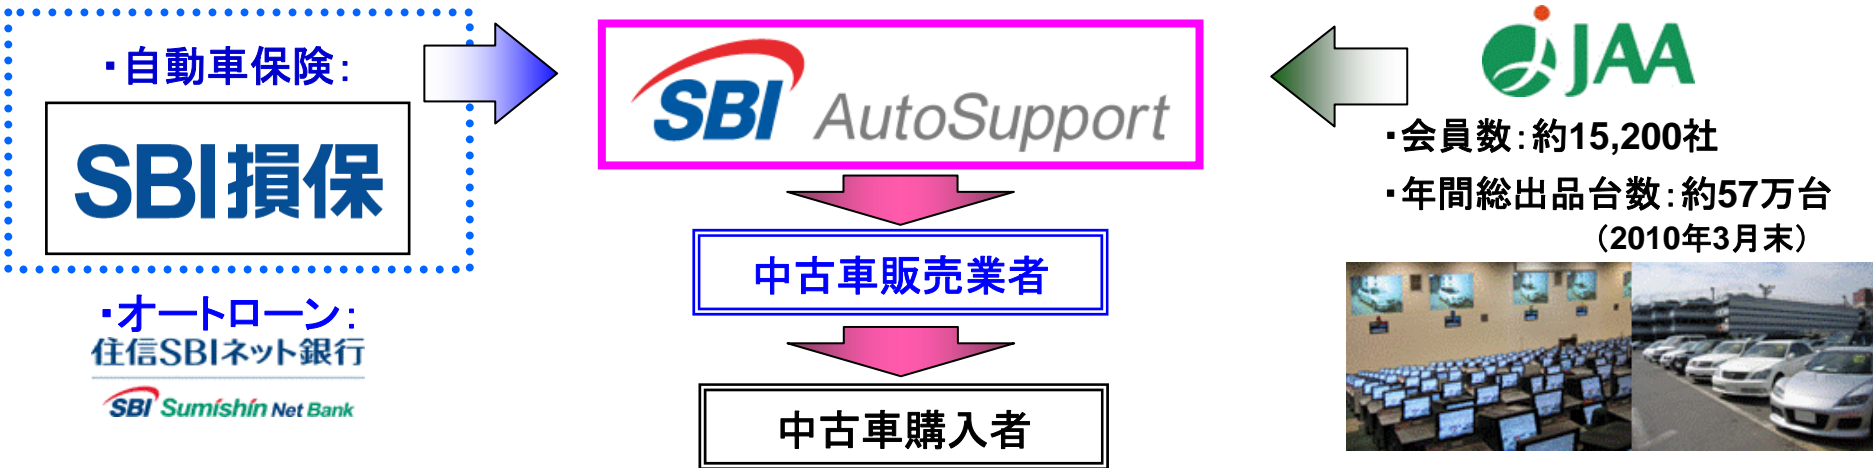 ・自動車保険：
SBI損保
・オートローン：
住信SBIネット銀行
SBI Sumishin Net Bank
SBI AutoSupport
中古車販売業者
中古車購入者
JAA
・会員数：約15,200社
・年間総出品台数：約57万台
（2010年3月末）